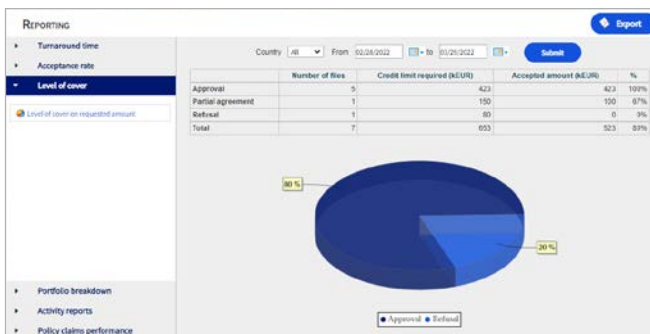 REPORTING
Export
Turnaround time
Acceptance rate
Level of cover
Level of cover on requested amount
Country All From 02/28/2022 to 03/29/2022 Submit
Number of files Credit limit required (kEUR) Accepted amount (kEUR) %
Approval 5 423 423 100%
Partial agreement 1 150 100 67%
Refusal 1 80 0 0%
Total 7 653 523 80%
80 %
20 %
Approval Refusal
Portfolio breakdown
Activity reports
Policy claims performance